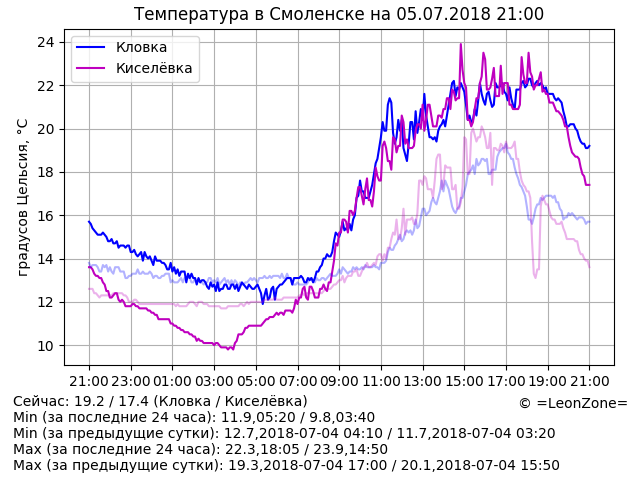 Температура в Смоленске на 05.07.2018 21:00
Кловка
Киселёвка
градусов Цельсия, °C
24
22
20
18
16
14
12
10
21:00 23:00 01:00 03:00 05:00 07:00 09:00 11:00 13:00 15:00 17:00 19:00 21:00
Сейчас: 19.2 / 17.4 (Кловка / Киселёвка)
© =LeonZone=
Min (за последние 24 часа): 11.9,05:20 / 9.8,03:40
Min (за предыдущие сутки): 12.7,2018-07-04 04:10 / 11.7,2018-07-04 03:20
Max (за последние 24 часа): 22.3,18:05 / 23.9,14:50
Max (за предыдущие сутки): 19.3,2018-07-04 17:00 / 20.1,2018-07-04 15:50